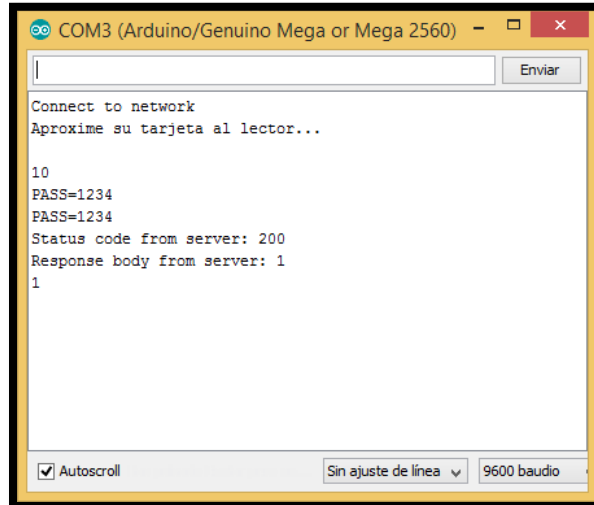 COM3 (Arduino/Genuino Mega or Mega 2560)
Enviar
Connect to network
Aproxime su tarjeta al lector...
10
PASS=1234
PASS=1234
Status code from server: 200
Response body from server: 1
1
Autoscroll
Sin ajuste de línea
9600 baudio